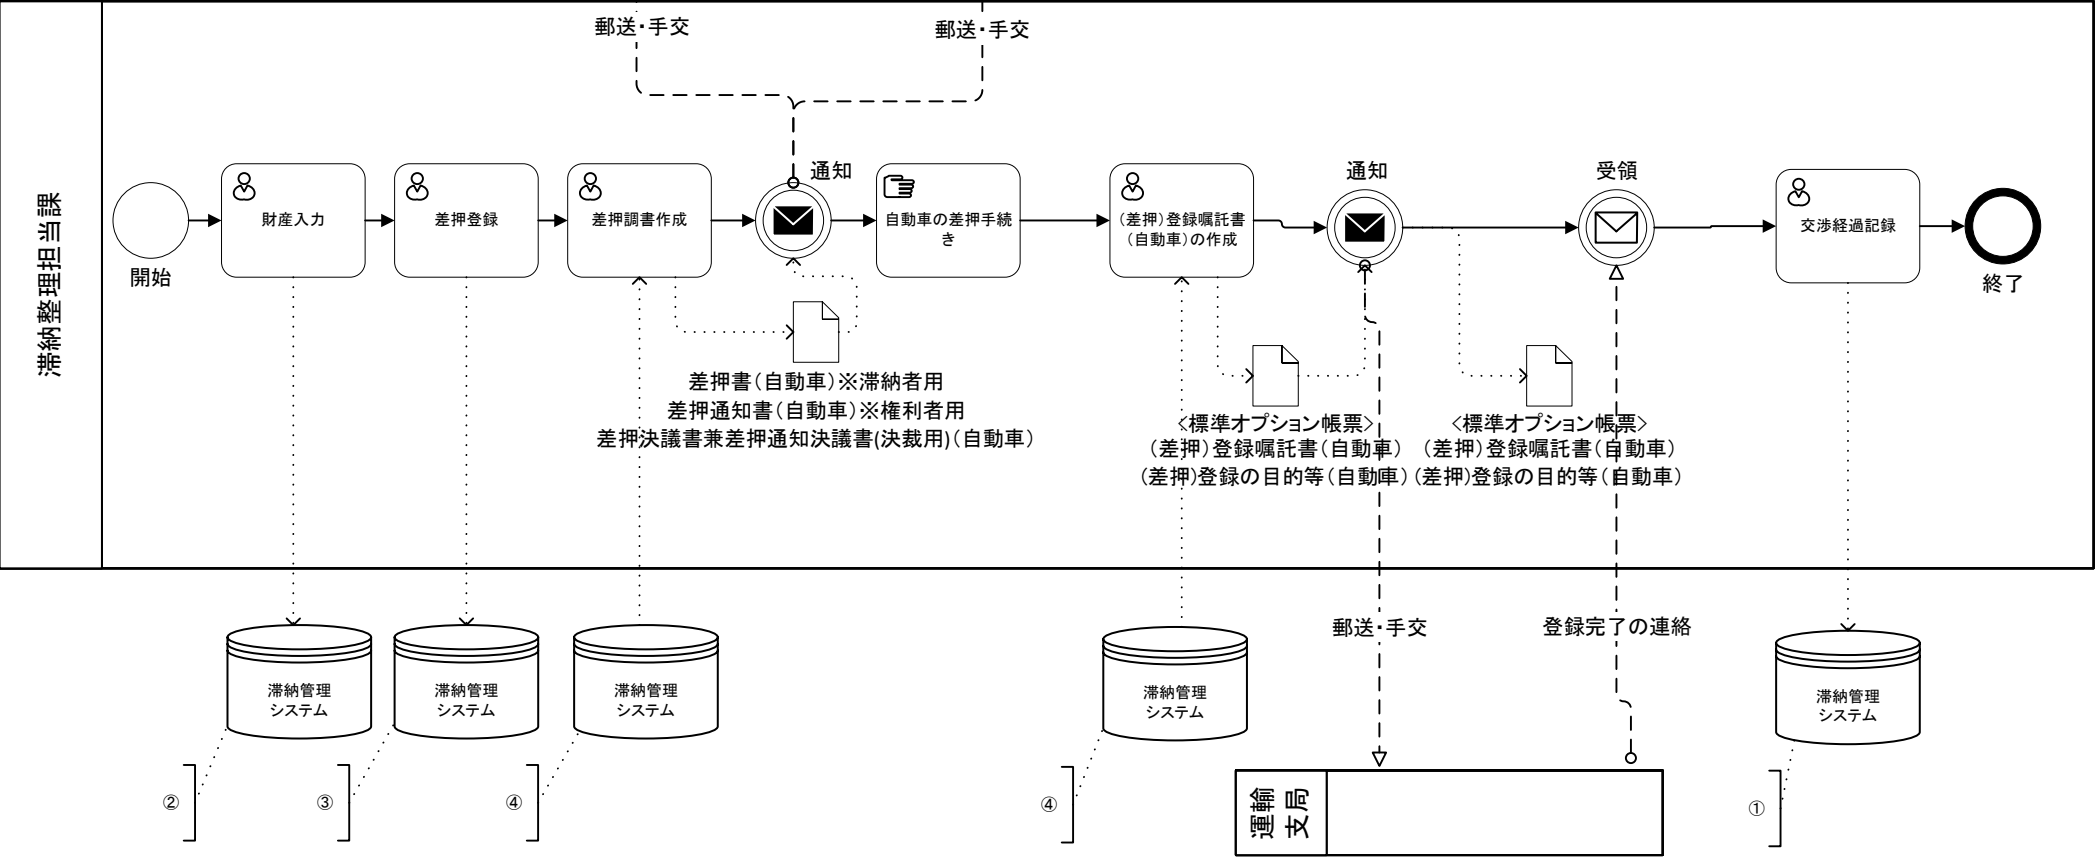 郵送・手交
郵送・手交
滞納整理担当課
開始
財産入力
差押登録
差押調書作成
通知
自動車の差押手続
き
（差押）登録嘱託書
（自動車）の作成
通知
受領
交渉経過記録
終了
差押書（自動車）※滞納者用
差押通知書（自動車）※権利者用
差押決議書兼差押通知決議書(決裁用)（自動車）
<標準オプション帳票>
（差押）登録嘱託書（自動車）
（差押）登録の目的等（自動車）
<標準オプション帳票>
（差押）登録嘱託書（自動車）
（差押）登録の目的等（自動車）
郵送・手交
登録完了の連絡
滞納管理
システム
滞納管理
システム
滞納管理
システム
滞納管理
システム
滞納管理
システム
②
③
④
④
①
運輸
支局